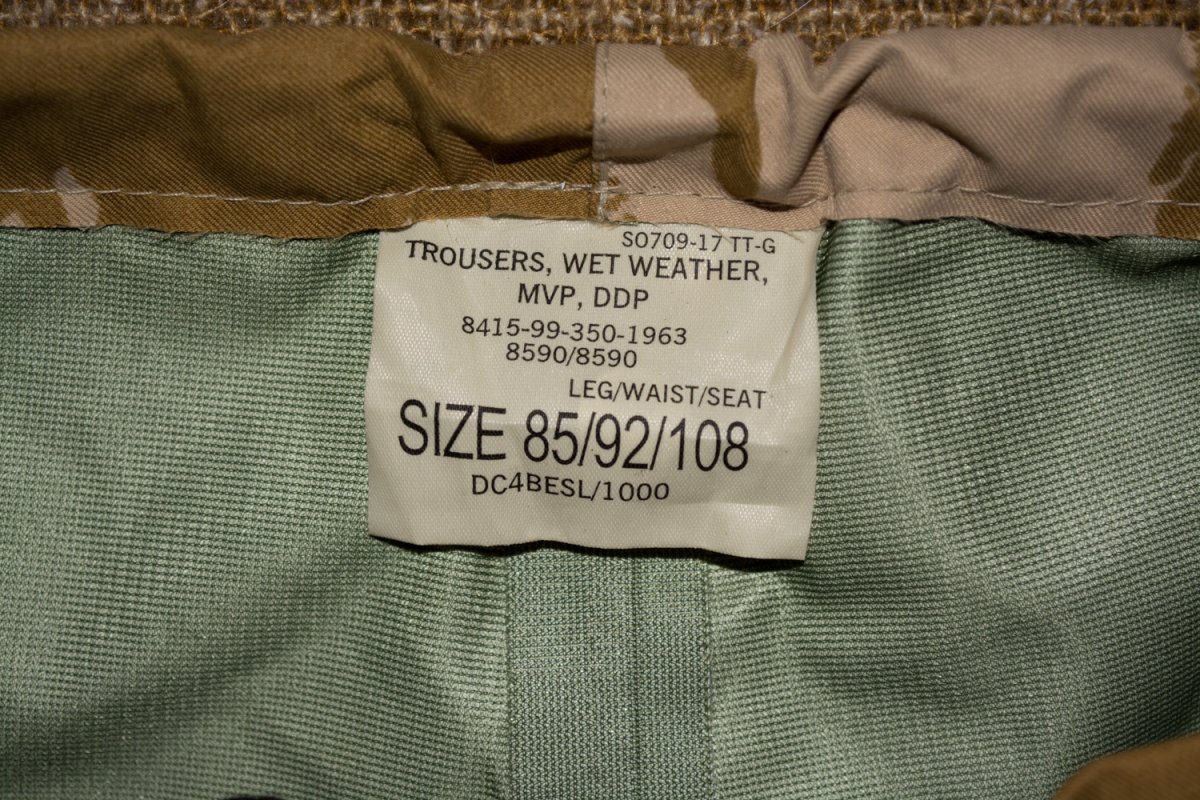 SO709-17 TT-G
TROUSERS, WET WEATHER,
MVP, DDP
8415-99-350-1963
8590/8590
LEG/WAIST/SEAT
SIZE 85/92/108
DC4BESL/1000